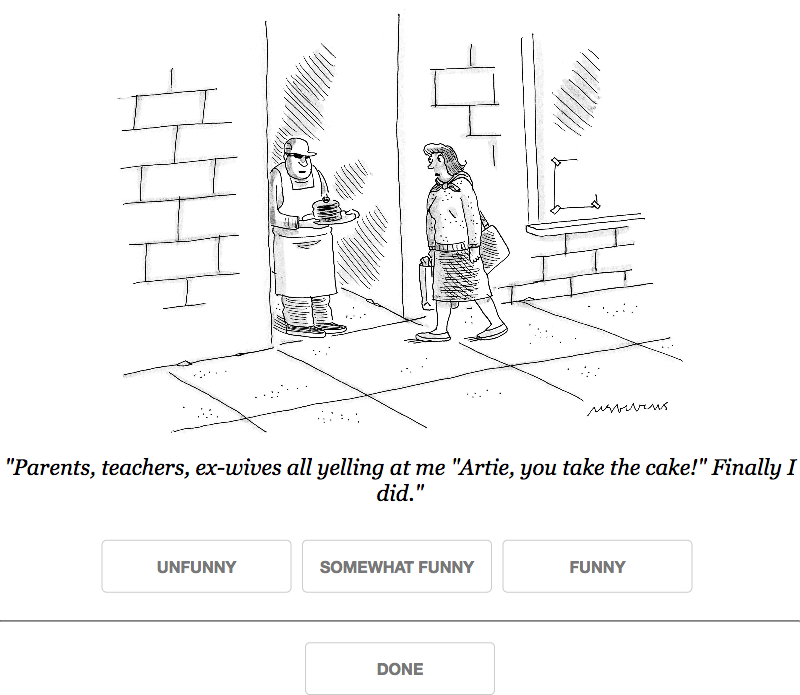 "Parents, teachers, ex-wives all yelling at me "Artie, you take the cake!" Finally I
did."
UNFUNNY
SOMEWHAT FUNNY
FUNNY
DONE